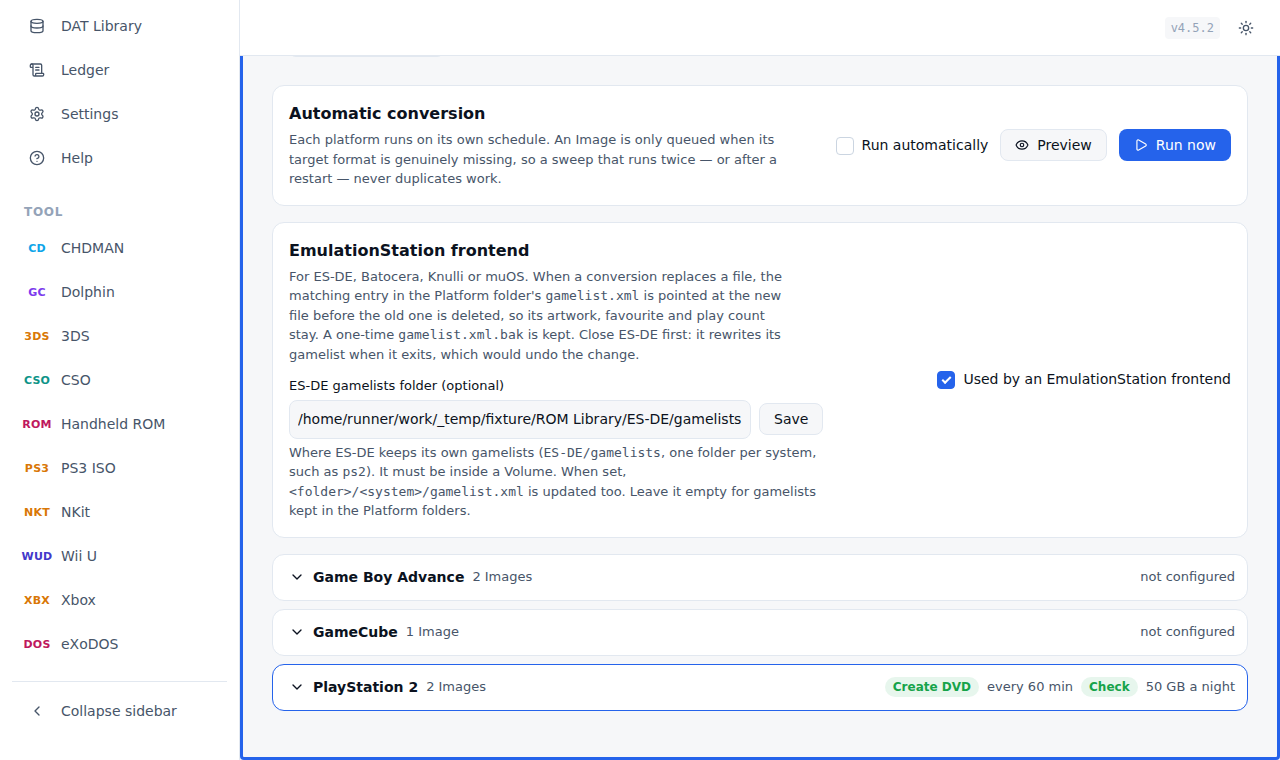 DAT Library
Ledger
Settings
Help
TOOL
CD CHDMAN
GC Dolphin
3DS 3DS
CSO CSO
ROM Handheld ROM
PS3 PS3 ISO
NKT NKit
WUD Wii U
XBX Xbox
DOS eXoDOS
Collapse sidebar
v4.5.2
Automatic conversion
Each platform runs on its own schedule. An Image is only queued when its
target format is genuinely missing, so a sweep that runs twice — or after a
restart — never duplicates work.
Run automatically
Preview
Run now
EmulationStation frontend
For ES-DE, Batocera, Knulli or muOS. When a conversion replaces a file, the
matching entry in the Platform folder's gamelist.xml is pointed at the new
file before the old one is deleted, so its artwork, favourite and play count
stay. A one-time gamelist.xml.bak is kept. Close ES-DE first: it rewrites its
gamelist when it exits, which would undo the change.
ES-DE gamelists folder (optional)
/home/runner/work/_temp/fixture/ROM Library/ES-DE/gamelists
Save
Where ES-DE keeps its own gamelists (ES-DE/gamelists, one folder per system,
such as ps2). It must be inside a Volume. When set,
<folder>/<system>/gamelist.xml is updated too. Leave it empty for gamelists
kept in the Platform folders.
Used by an EmulationStation frontend
Game Boy Advance 2 Images not configured
GameCube 1 Image not configured
PlayStation 2 2 Images Create DVD every 60 min Check 50 GB a night